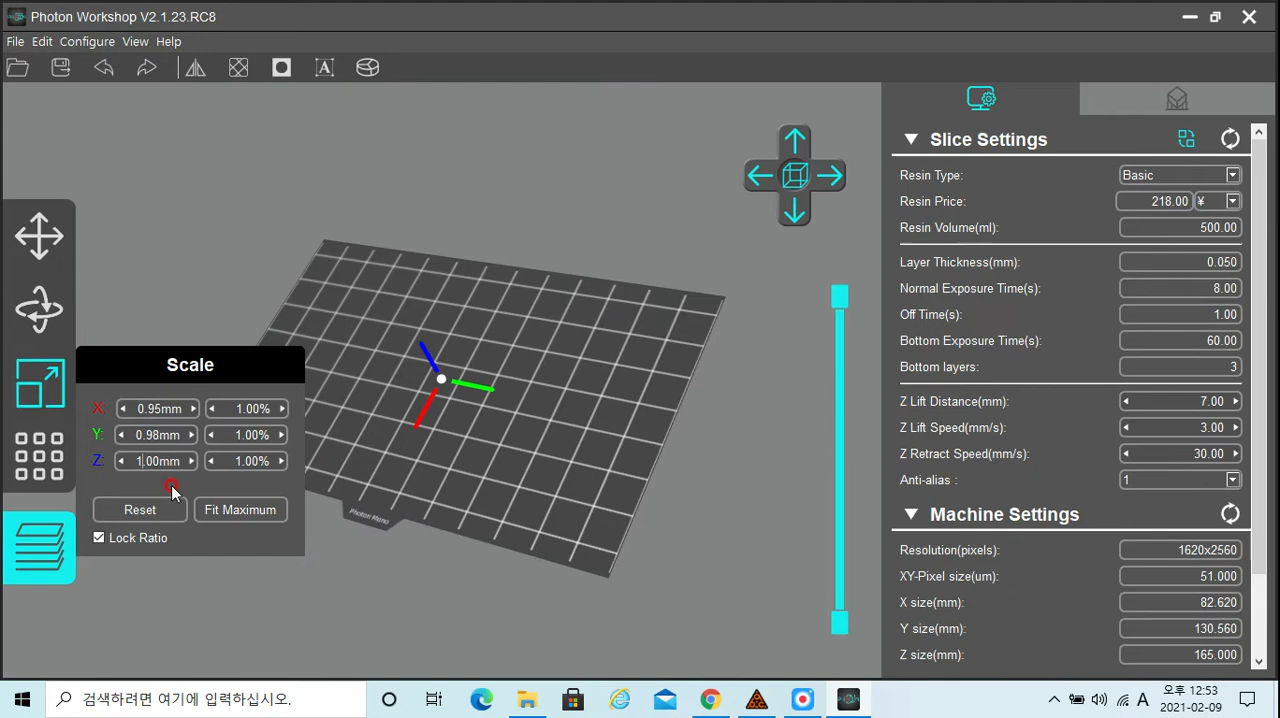 Photon Workshop V2.1.23.RC8
File Edit Configure View Help
Slice Settings
Resin Type: Basic
Resin Price: 218.00 ¥
Resin Volume(ml): 500.00
Layer Thickness(mm): 0.050
Normal Exposure Time(s): 8.00
Off Time(s): 1.00
Bottom Exposure Time(s): 60.00
Bottom layers: 3
Z Lift Distance(mm): 7.00
Z Lift Speed(mm/s): 3.00
Z Retract Speed(mm/s): 30.00
Anti-alias : 1
Machine Settings
Resolution(pixels): 1620x2560
XY-Pixel size(um): 51.000
X size(mm): 82.620
Y size(mm): 130.560
Z size(mm): 165.000
Scale
X: 0.95mm 1.00%
Y: 0.98mm 1.00%
Z: 1.00mm 1.00%
Reset Fit Maximum
Lock Ratio
Photon Mono
검색하려면 여기에 입력하십시오.
A
오후 12:53
2021-02-09